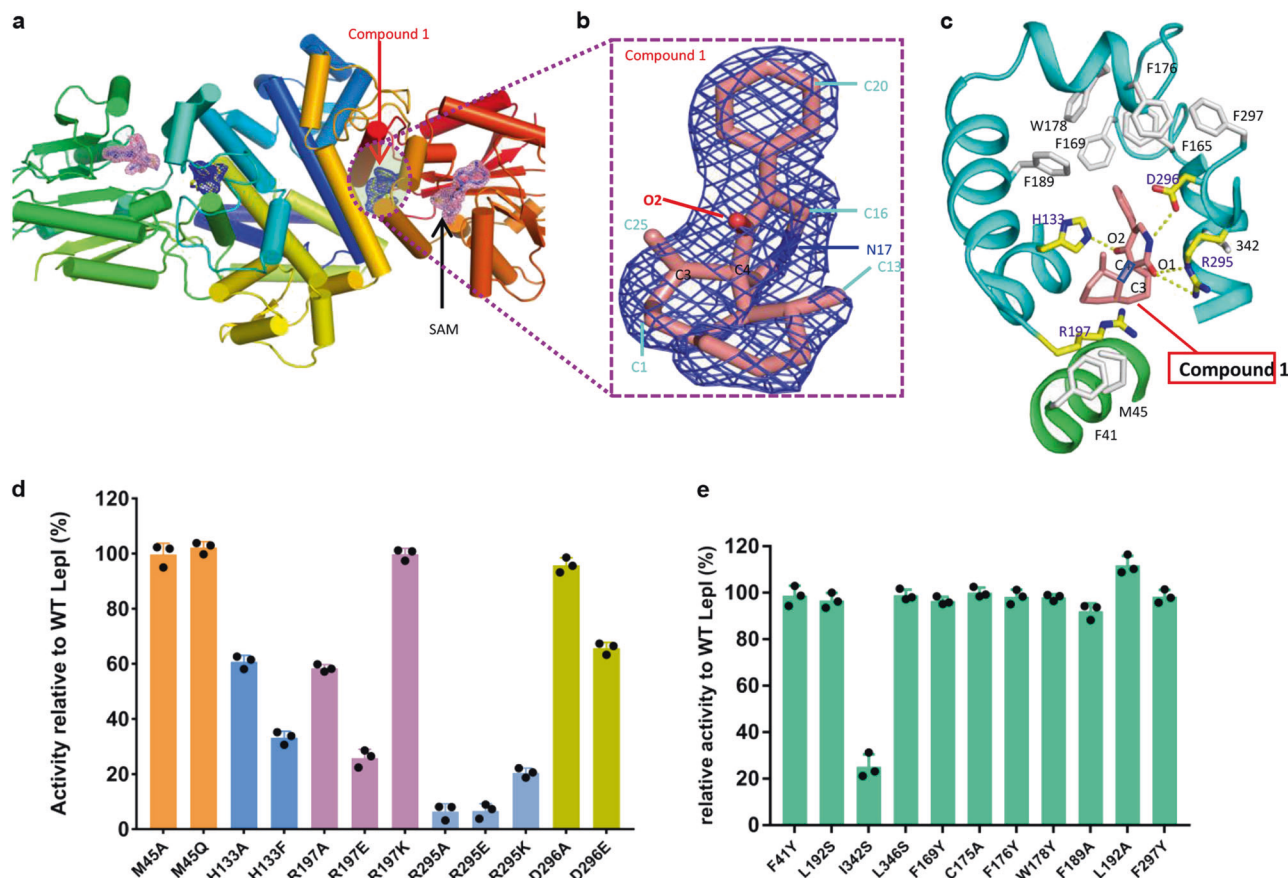 a
Compound 1
SAM
b
Compound 1
C20
O2
C16
C25
N17
C3
C4
C13
C1
c
F176
W178
F297
F169
F165
F189
D296
H133
O2
342
R295
O1
C3
R197
Compound 1
M45
F41
d
Activity relative to WT LepI (%)
120
100
80
60
40
20
0
M45A
M45Q
H133A
H133F
R197A
R197E
R197K
R295A
R295E
R295K
D296A
D296E
e
relative activity to WT LepI (%)
120
100
80
60
40
20
0
F41Y
L192S
I342S
L346S
F169Y
C175A
F176Y
W178Y
F189A
L192A
F297Y